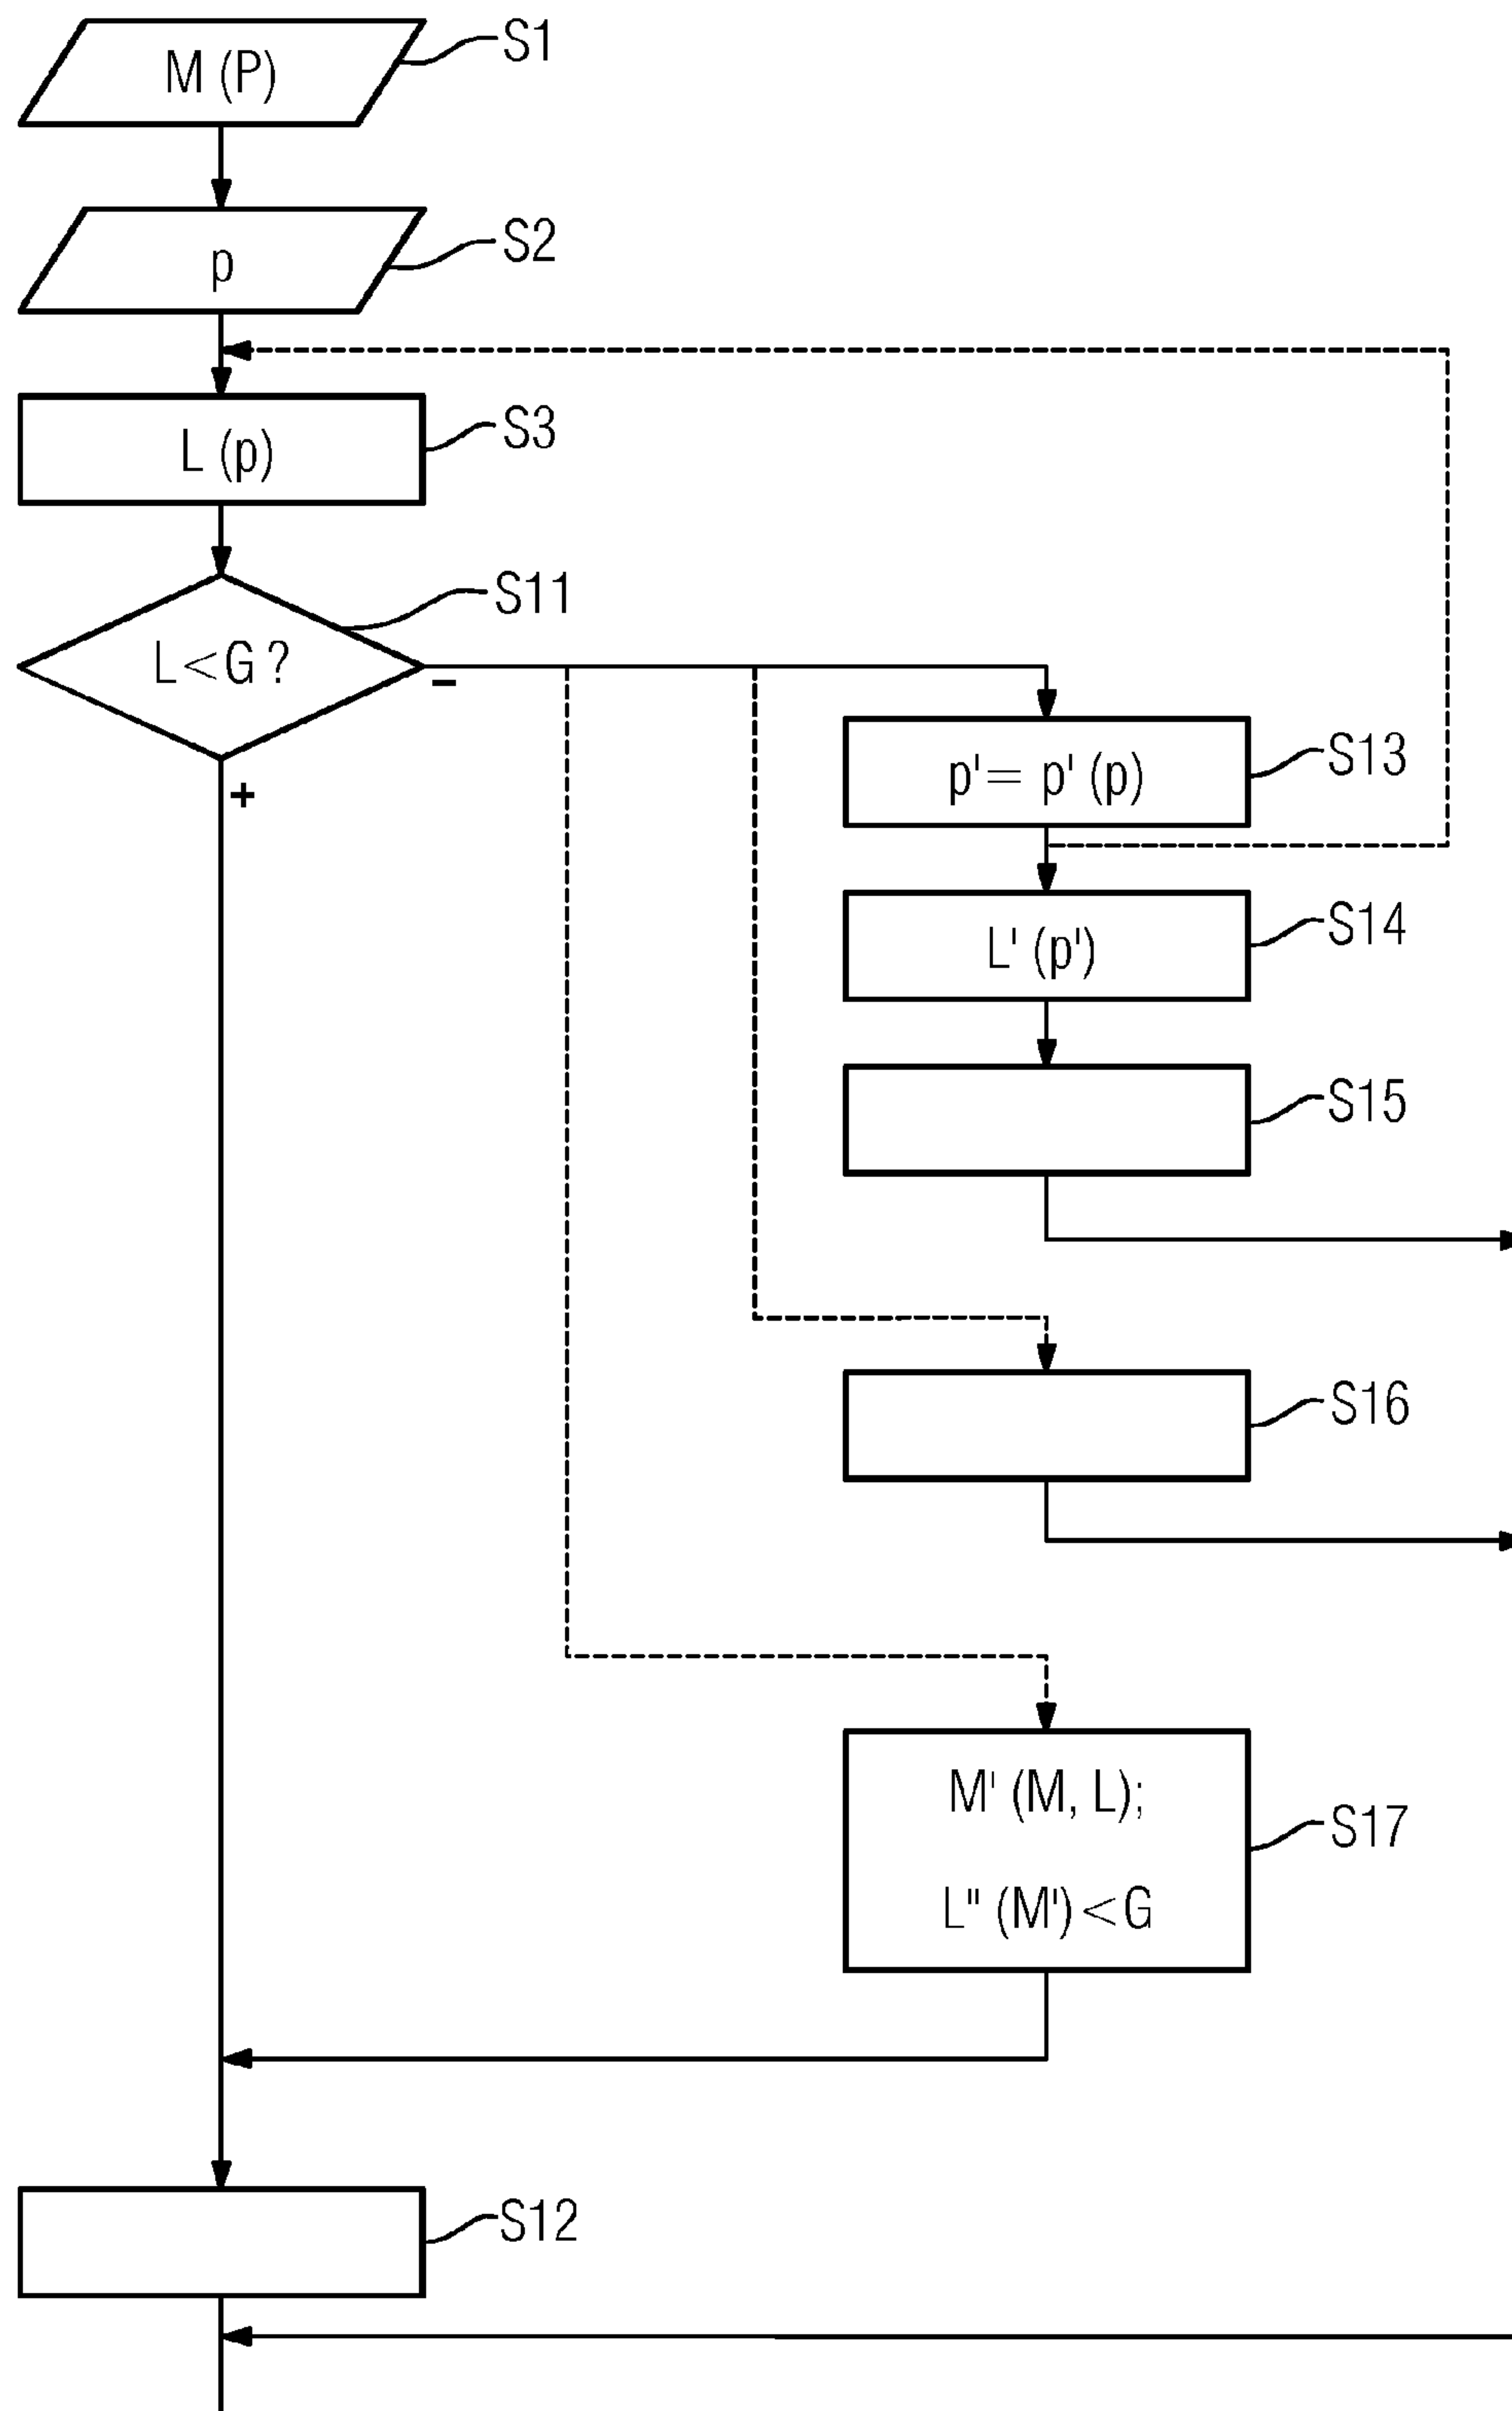 M (P)
S1
p
S2
L (p)
S3
L<G ?
S11
–
+
p'= p' (p)
S13
L' (p')
S14
S15
S16
M' (M, L);
L" (M') <G
S17
S12